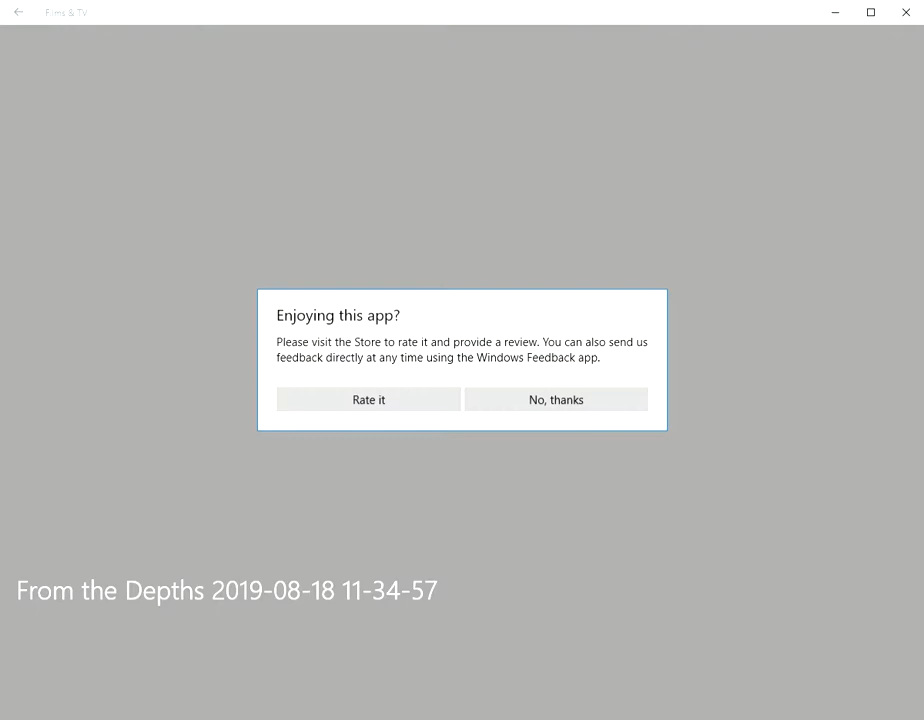 Films & TV
Enjoying this app?
Please visit the Store to rate it and provide a review. You can also send us
feedback directly at any time using the Windows Feedback app.
Rate it
No, thanks
From the Depths 2019-08-18 11-34-57